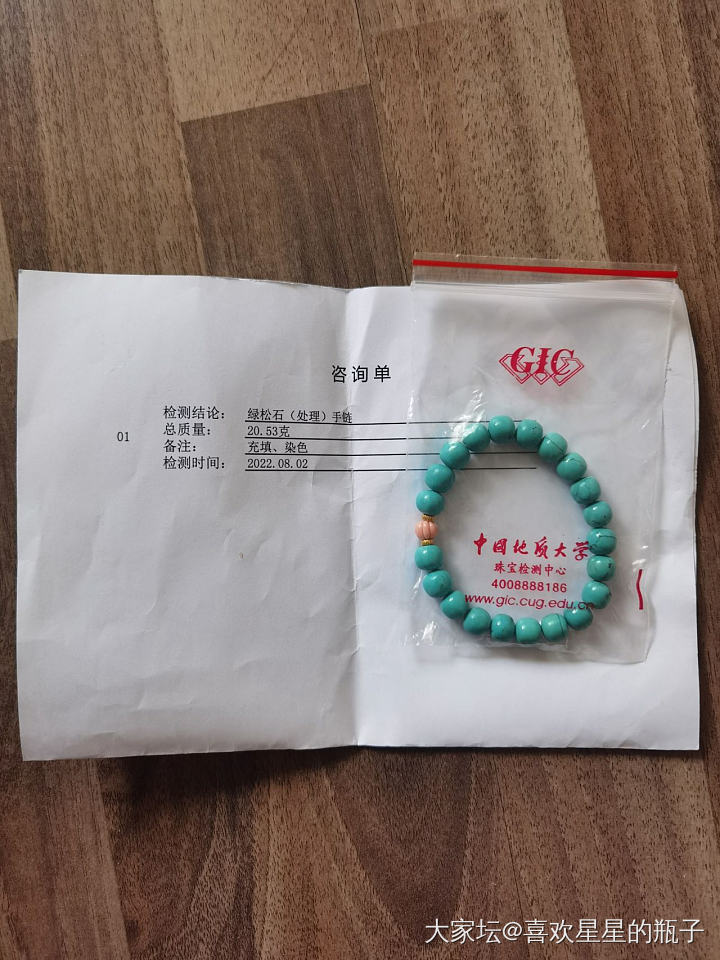 咨询单
01
检测结论: 绿松石（处理）手链
总质量: 20.53克
备注: 充填、染色
检测时间: 2022.08.02
GIC
中国地质大学
珠宝检测中心
4008888186
www.gic.cug.edu.cn
大家坛@喜欢星星的瓶子